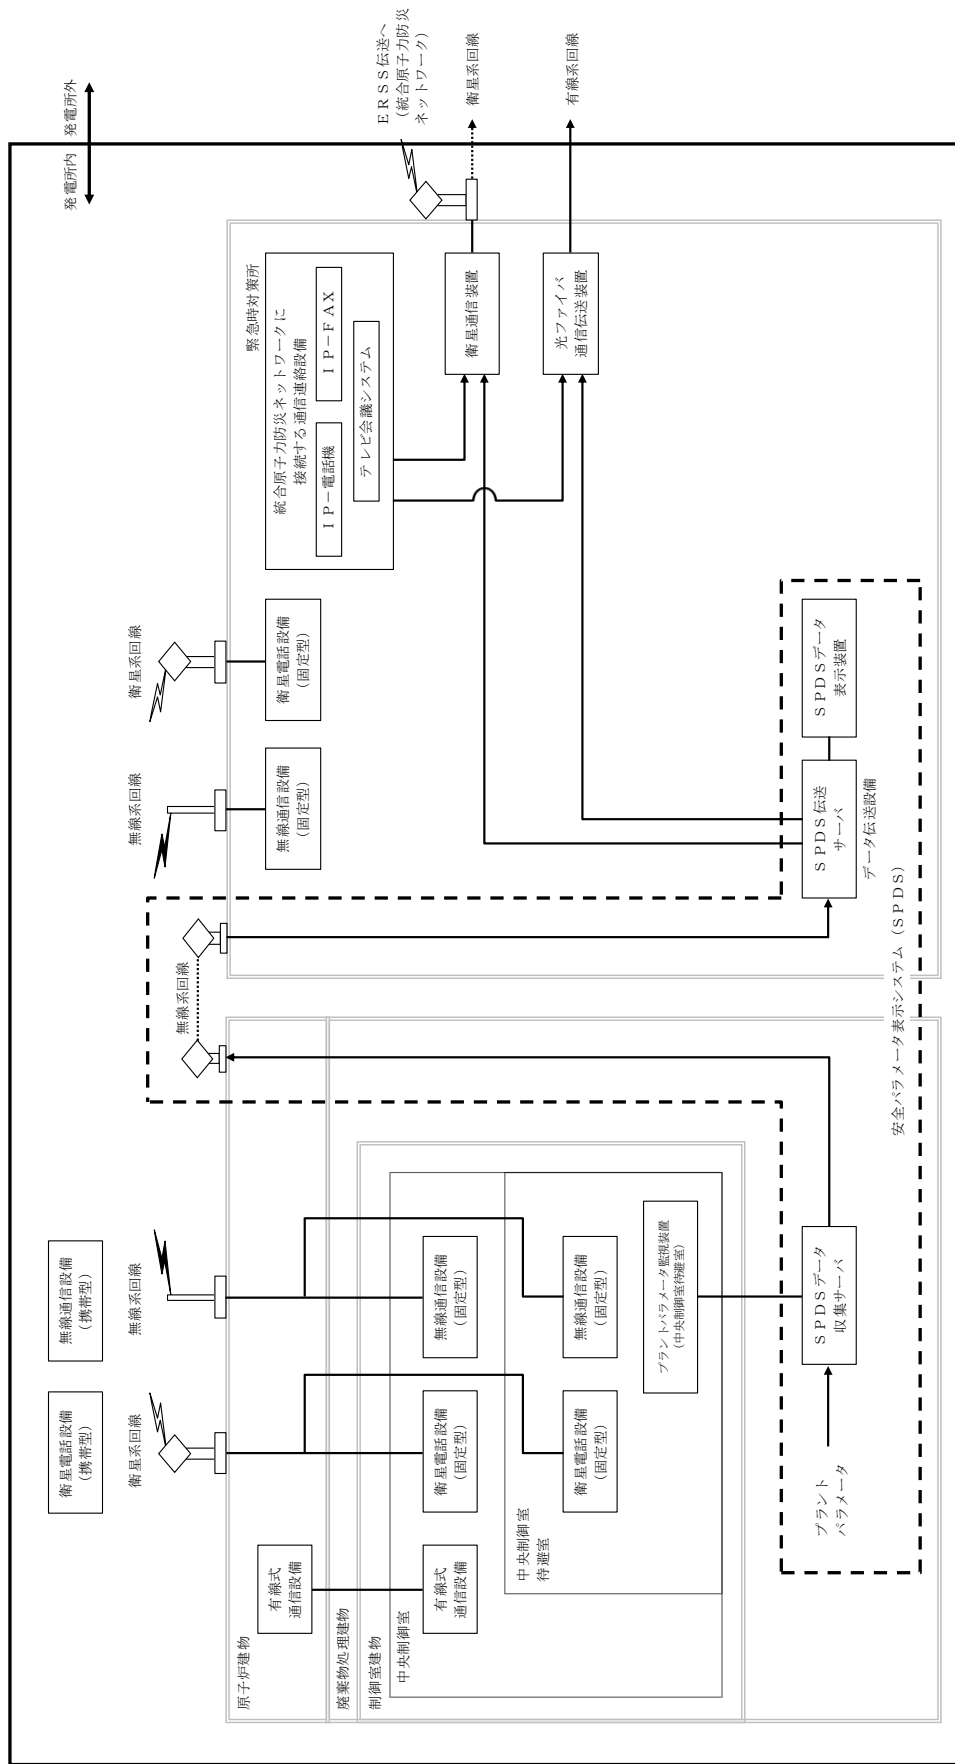 発電所内 発電所外
ＥＲＳＳ伝送へ
（統合原子力防災
ネットワーク）
衛星系回線
有線系回線
緊急時対策所
統合原子力防災ネットワークに
接続する通信連絡設備
ＩＰ－電話機
ＩＰ－ＦＡＸ
テレビ会議システム
衛星通信装置
光ファイバ
通信伝送装置
衛星系回線
衛星電話設備
（固定型）
無線系回線
無線通信設備
（固定型）
無線系回線
ＳＰＤＳ伝送
サーバ
ＳＰＤＳデータ
表示装置
データ伝送設備
安全パラメータ表示システム（ＳＰＤＳ）
無線通信設備
（携帯型）
無線系回線
衛星電話設備
（携帯型）
衛星系回線
原子炉建物
有線式
通信設備
廃棄物処理建物
制御室建物
中央制御室
有線式
通信設備
衛星電話設備
（固定型）
無線通信設備
（固定型）
中央制御室
待避室
衛星電話設備
（固定型）
無線通信設備
（固定型）
プラントパラメータ監視装置
（中央制御室待避室）
プラント
パラメータ
ＳＰＤＳデータ
収集サーバ